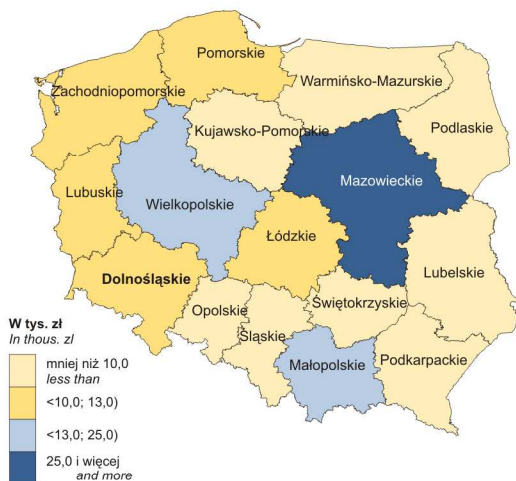 Pomorskie
Warmińsko-Mazurskie
Zachodniopomorskie
Kujawsko-Pomorskie
Podlaskie
Mazowieckie
Lubuskie
Wielkopolskie
Łódzkie
Dolnośląskie
Lubelskie
Opolskie
Świętokrzyskie
Śląskie
Małopolskie
Podkarpackie
W tys. zł
In thous. zl
mniej niż 10,0
less than
<10,0; 13,0)
<13,0; 25,0)
25,0 i więcej
and more